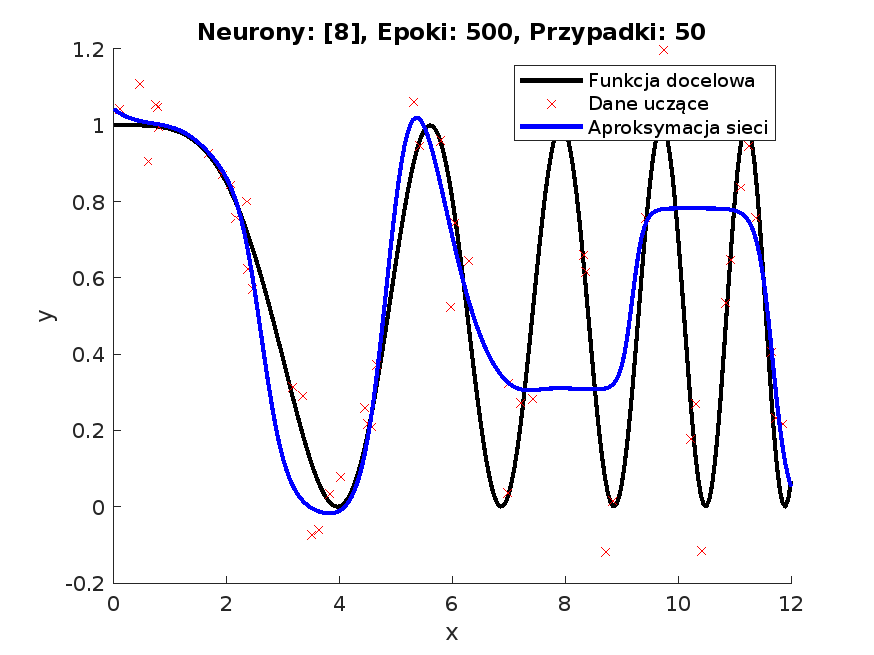 Neurony: [8], Epoki: 500, Przypadki: 50
1.2
Funkcja docelowa
Dane uczące
Aproksymacja sieci
1
0.8
0.6
y
0.4
0.2
0
-0.2
0 2 4 6 8 10 12
x